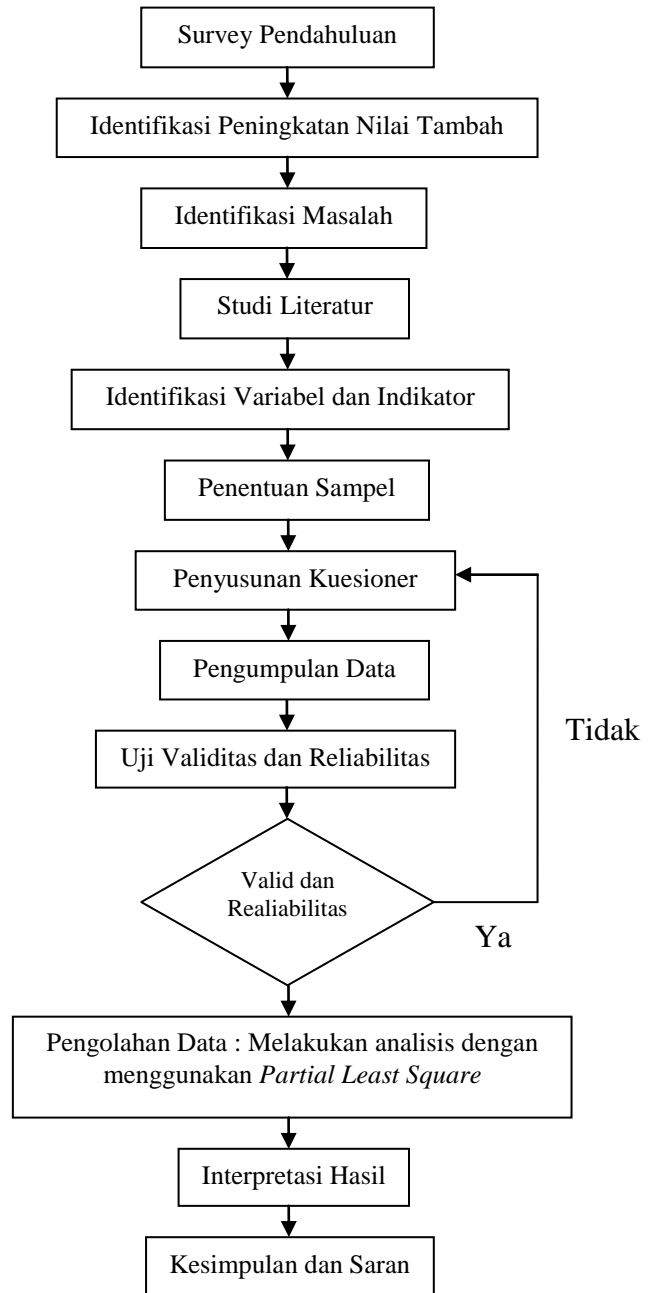 Survey Pendahuluan
Identifikasi Peningkatan Nilai Tambah
Identifikasi Masalah
Studi Literatur
Identifikasi Variabel dan Indikator
Penentuan Sampel
Penyusunan Kuesioner
Pengumpulan Data
Tidak
Uji Validitas dan Reliabilitas
Valid dan
Realiabilitas
Ya
Pengolahan Data : Melakukan analisis dengan
menggunakan Partial Least Square
Interpretasi Hasil
Kesimpulan dan Saran